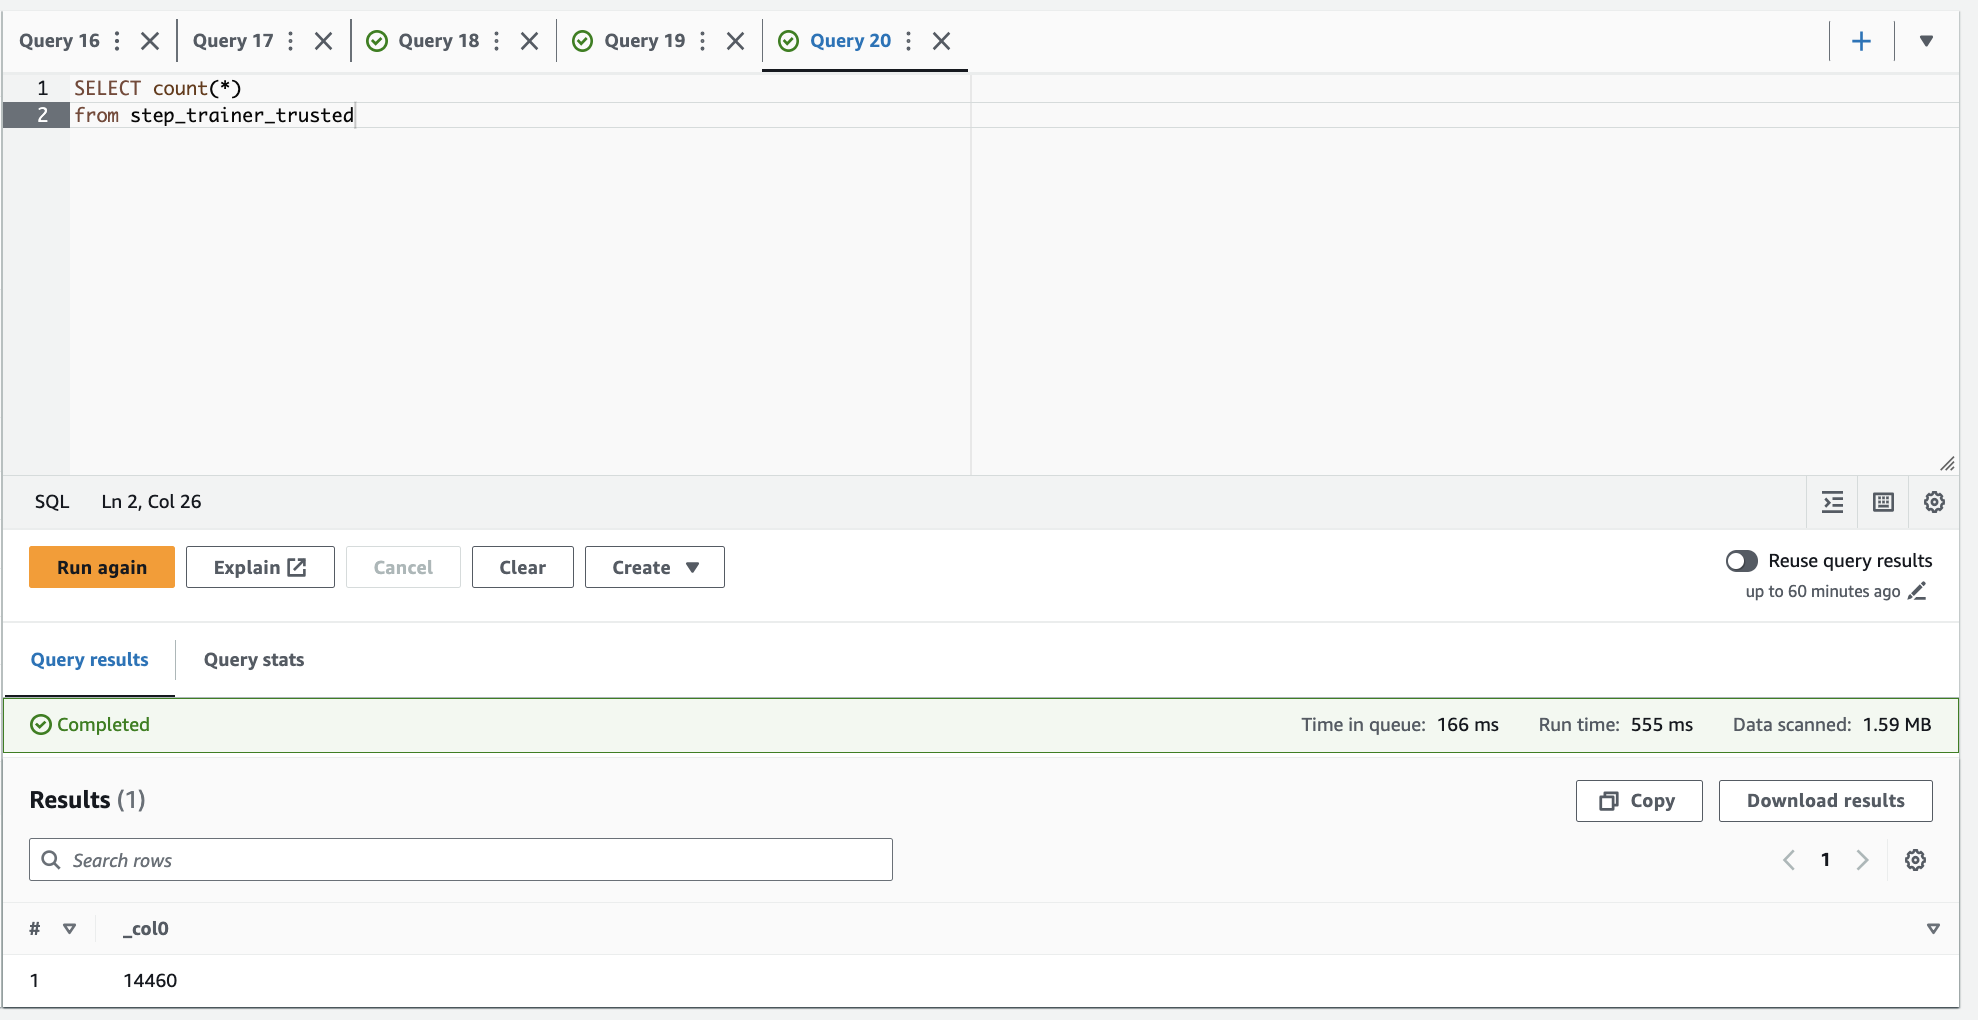 Query 16 Query 17 Query 18 Query 19 Query 20
1 SELECT count(*)
2 from step_trainer_trusted
SQL Ln 2, Col 26
Run again Explain Cancel Clear Create Reuse query results
up to 60 minutes ago
Query results Query stats
Completed Time in queue: 166 ms Run time: 555 ms Data scanned: 1.59 MB
Results (1) Copy Download results
Search rows 1
# _col0
1 14460